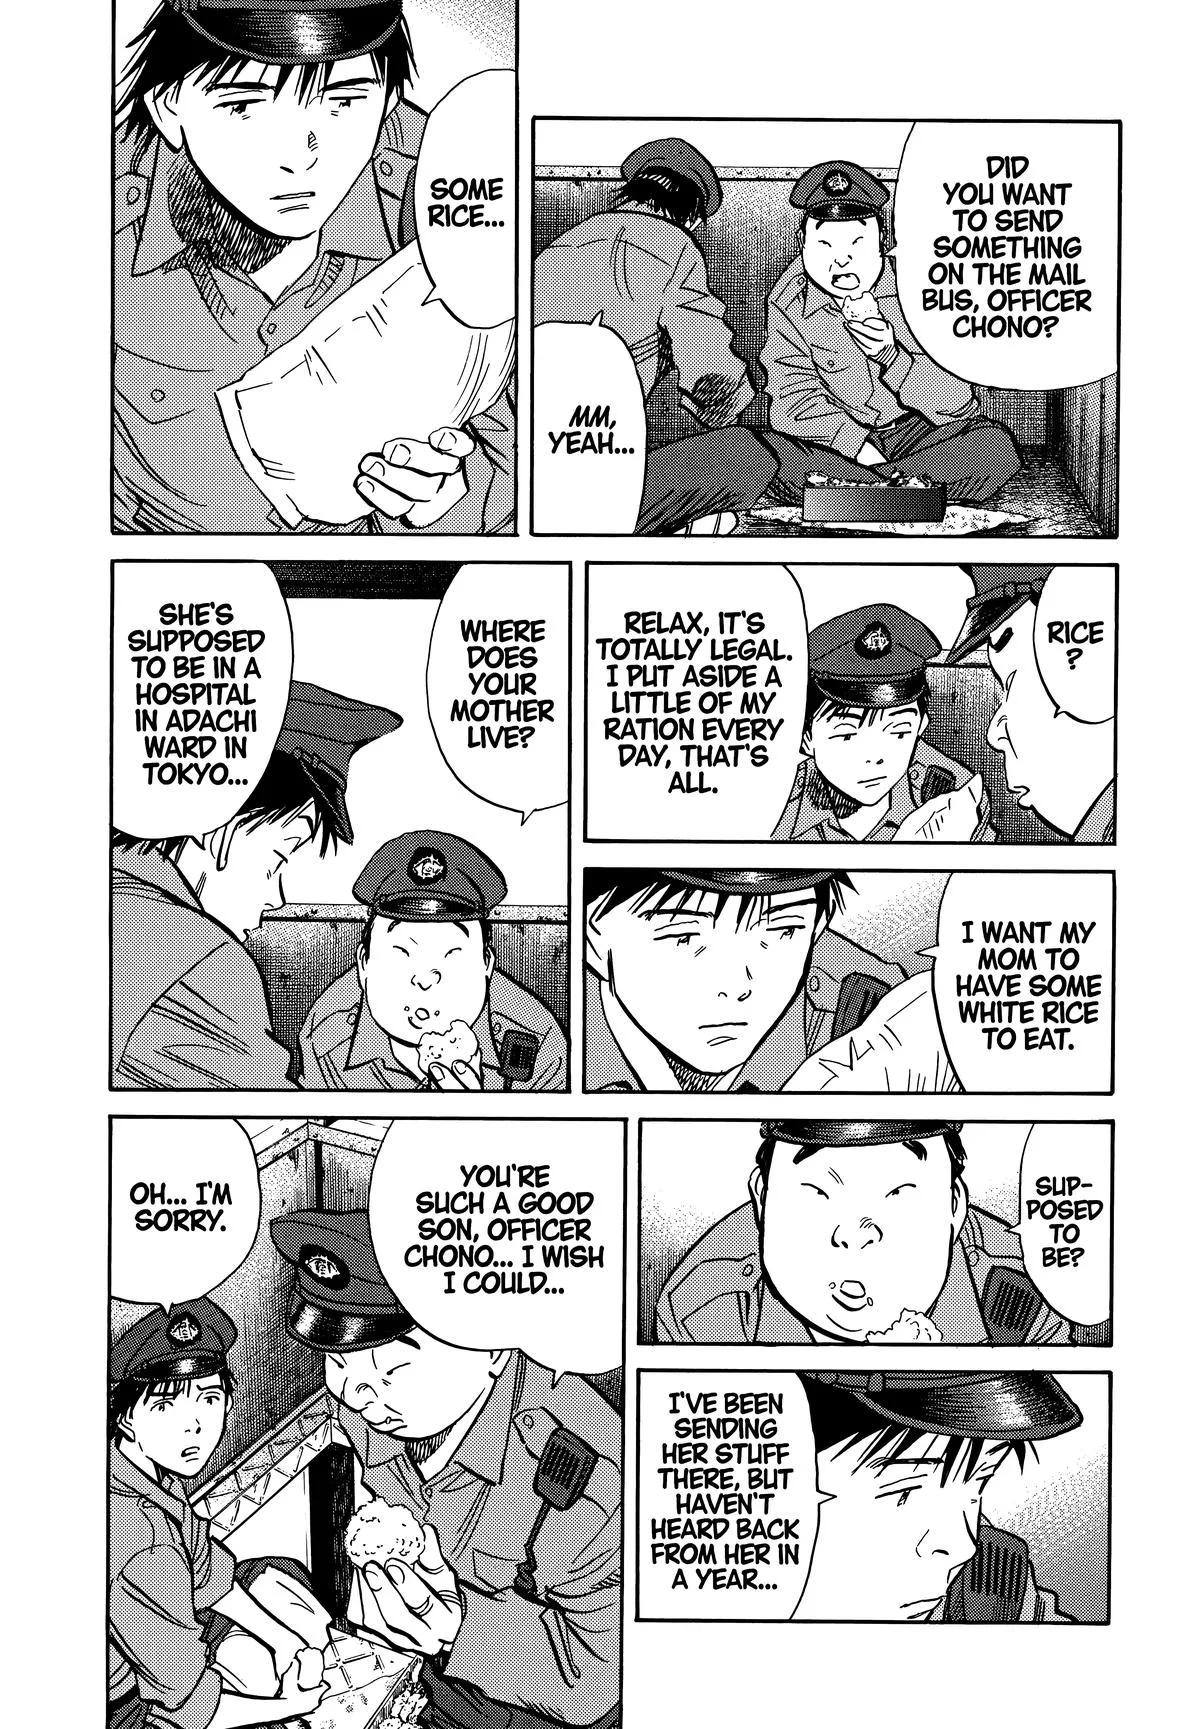 DID
YOU WANT
TO SEND
SOMETHING
ON THE MAIL
BUS, OFFICER
CHONO?
MM,
YEAH...
SOME
RICE...
RICE
?
RELAX, IT'S
TOTALLY LEGAL.
I PUT ASIDE A
LITTLE OF MY
RATION EVERY
DAY, THAT'S
ALL.
I WANT MY
MOM TO
HAVE SOME
WHITE RICE
TO EAT.
WHERE
DOES
YOUR
MOTHER
LIVE?
SHE'S
SUPPOSED
TO BE IN A
HOSPITAL
IN ADACHI
WARD IN
TOKYO...
SUP-
POSED
TO
BE?
I'VE BEEN
SENDING
HER STUFF
THERE, BUT
HAVEN'T
HEARD BACK
FROM HER IN
A YEAR...
YOU'RE
SUCH A GOOD
SON, OFFICER
CHONO... I WISH
I COULD...
OH... I'M
SORRY.